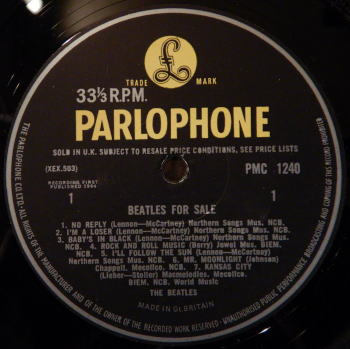 TRADE MARK
33⅓ R.P.M.
PARLOPHONE
SOLD IN U.K. SUBJECT TO RESALE PRICE CONDITIONS, SEE PRICE LISTS
(XEX.503)
PMC 1240
RECORDING FIRST
PUBLISHED 1964
1
1
BEATLES FOR SALE
1. NO REPLY (Lennon—McCartney) Northern Songs Mus. NCB.
2. I'M A LOSER (Lennon—McCartney) Northern Songs Mus. NCB.
3. BABY'S IN BLACK (Lennon—McCartney) Northern Songs Mus.
NCB. 4. ROCK AND ROLL MUSIC (Berry) Jewel Mus. BIEM.
NCB. 5. I'LL FOLLOW THE SUN (Lennon—McCartney)
Northern Songs Mus. NCB. 6. MR. MOONLIGHT (Johnson)
Chappell, Mecolico. NCB. 7. KANSAS CITY
(Lieber—Stoller) Macmelodies. Mecolico.
BIEM. NCB. World Music
THE BEATLES
MADE IN GT. BRITAIN
THE PARLOPHONE CO. LTD. ALL RIGHTS OF THE MANUFACTURER AND OF THE OWNER OF THE RECORDED WORK RESERVED UNAUTHORISED PUBLIC PERFORMANCE, BROADCASTING AND COPYING OF THIS RECORD PROHIBITED